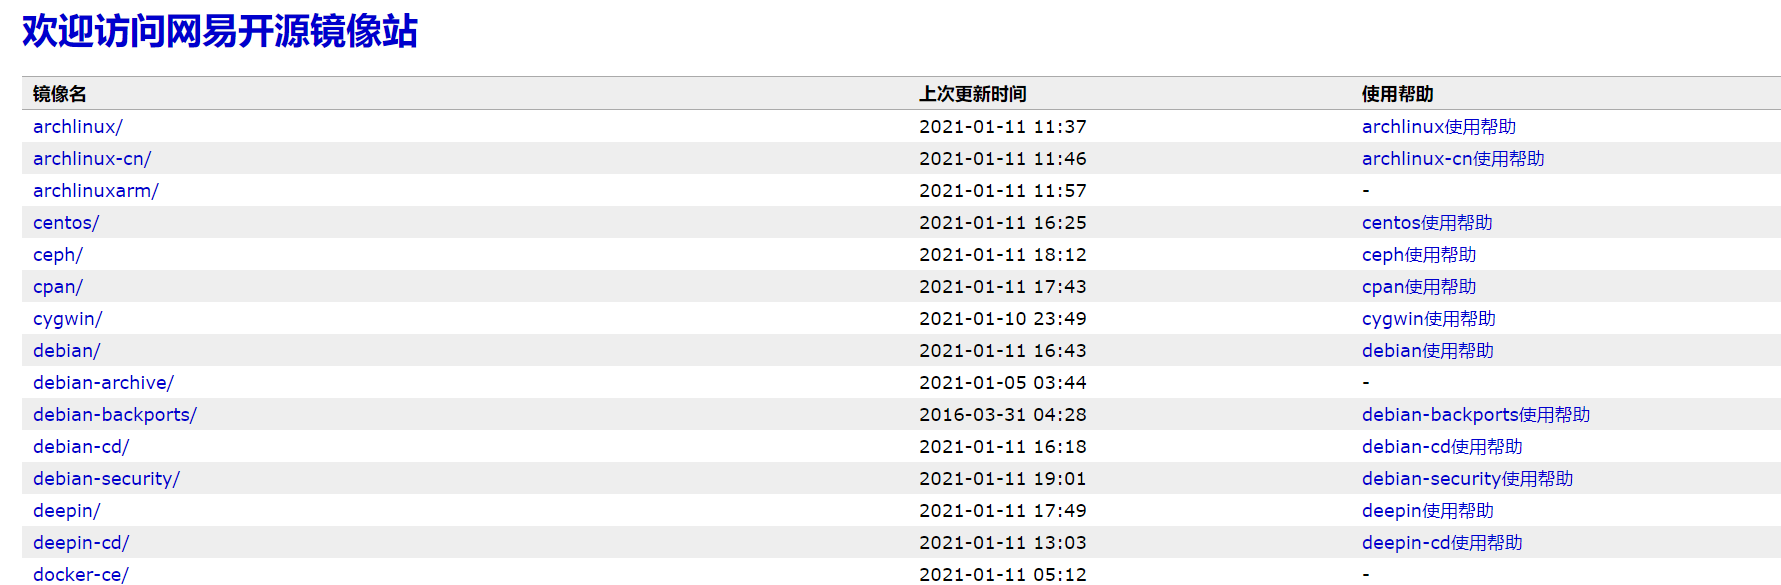 欢迎访问网易开源镜像站
镜像名 上次更新时间 使用帮助
archlinux/ 2021-01-11 11:37 archlinux使用帮助
archlinux-cn/ 2021-01-11 11:46 archlinux-cn使用帮助
archlinuxarm/ 2021-01-11 11:57 -
centos/ 2021-01-11 16:25 centos使用帮助
ceph/ 2021-01-11 18:12 ceph使用帮助
cpan/ 2021-01-11 17:43 cpan使用帮助
cygwin/ 2021-01-10 23:49 cygwin使用帮助
debian/ 2021-01-11 16:43 debian使用帮助
debian-archive/ 2021-01-05 03:44 -
debian-backports/ 2016-03-31 04:28 debian-backports使用帮助
debian-cd/ 2021-01-11 16:18 debian-cd使用帮助
debian-security/ 2021-01-11 19:01 debian-security使用帮助
deepin/ 2021-01-11 17:49 deepin使用帮助
deepin-cd/ 2021-01-11 13:03 deepin-cd使用帮助
docker-ce/ 2021-01-11 05:12 -